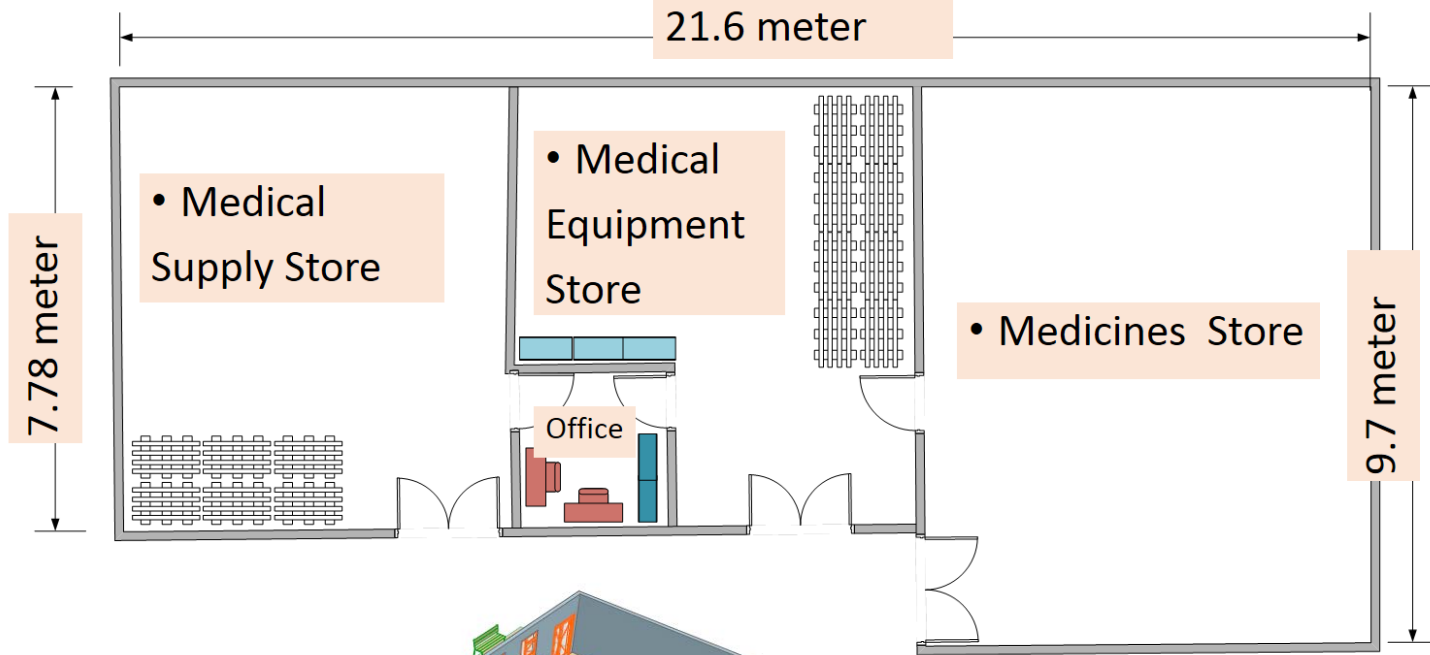 21.6 meter
7.78 meter
• Medical
Supply Store
• Medical
Equipment
Store
• Medicines Store
9.7 meter
Office